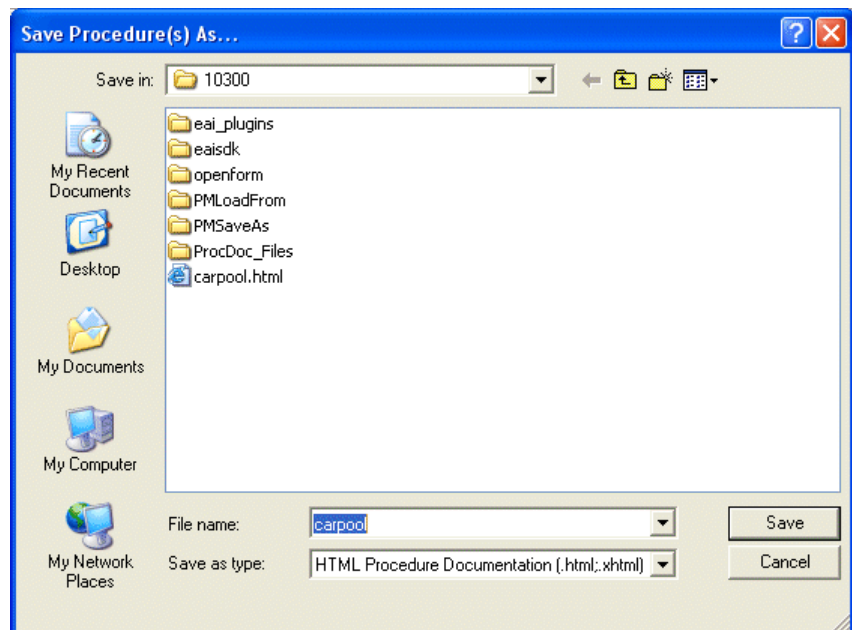 Save Procedure(s) As...
Save in: 10300
eai_plugins
eaisdk
openform
PMLoadFrom
PMSaveAs
ProcDoc_Files
carpool.html
My Recent
Documents
Desktop
My Documents
My Computer
My Network
Places
File name: carpool
Save
Save as type: HTML Procedure Documentation (.html;.xhtml)
Cancel